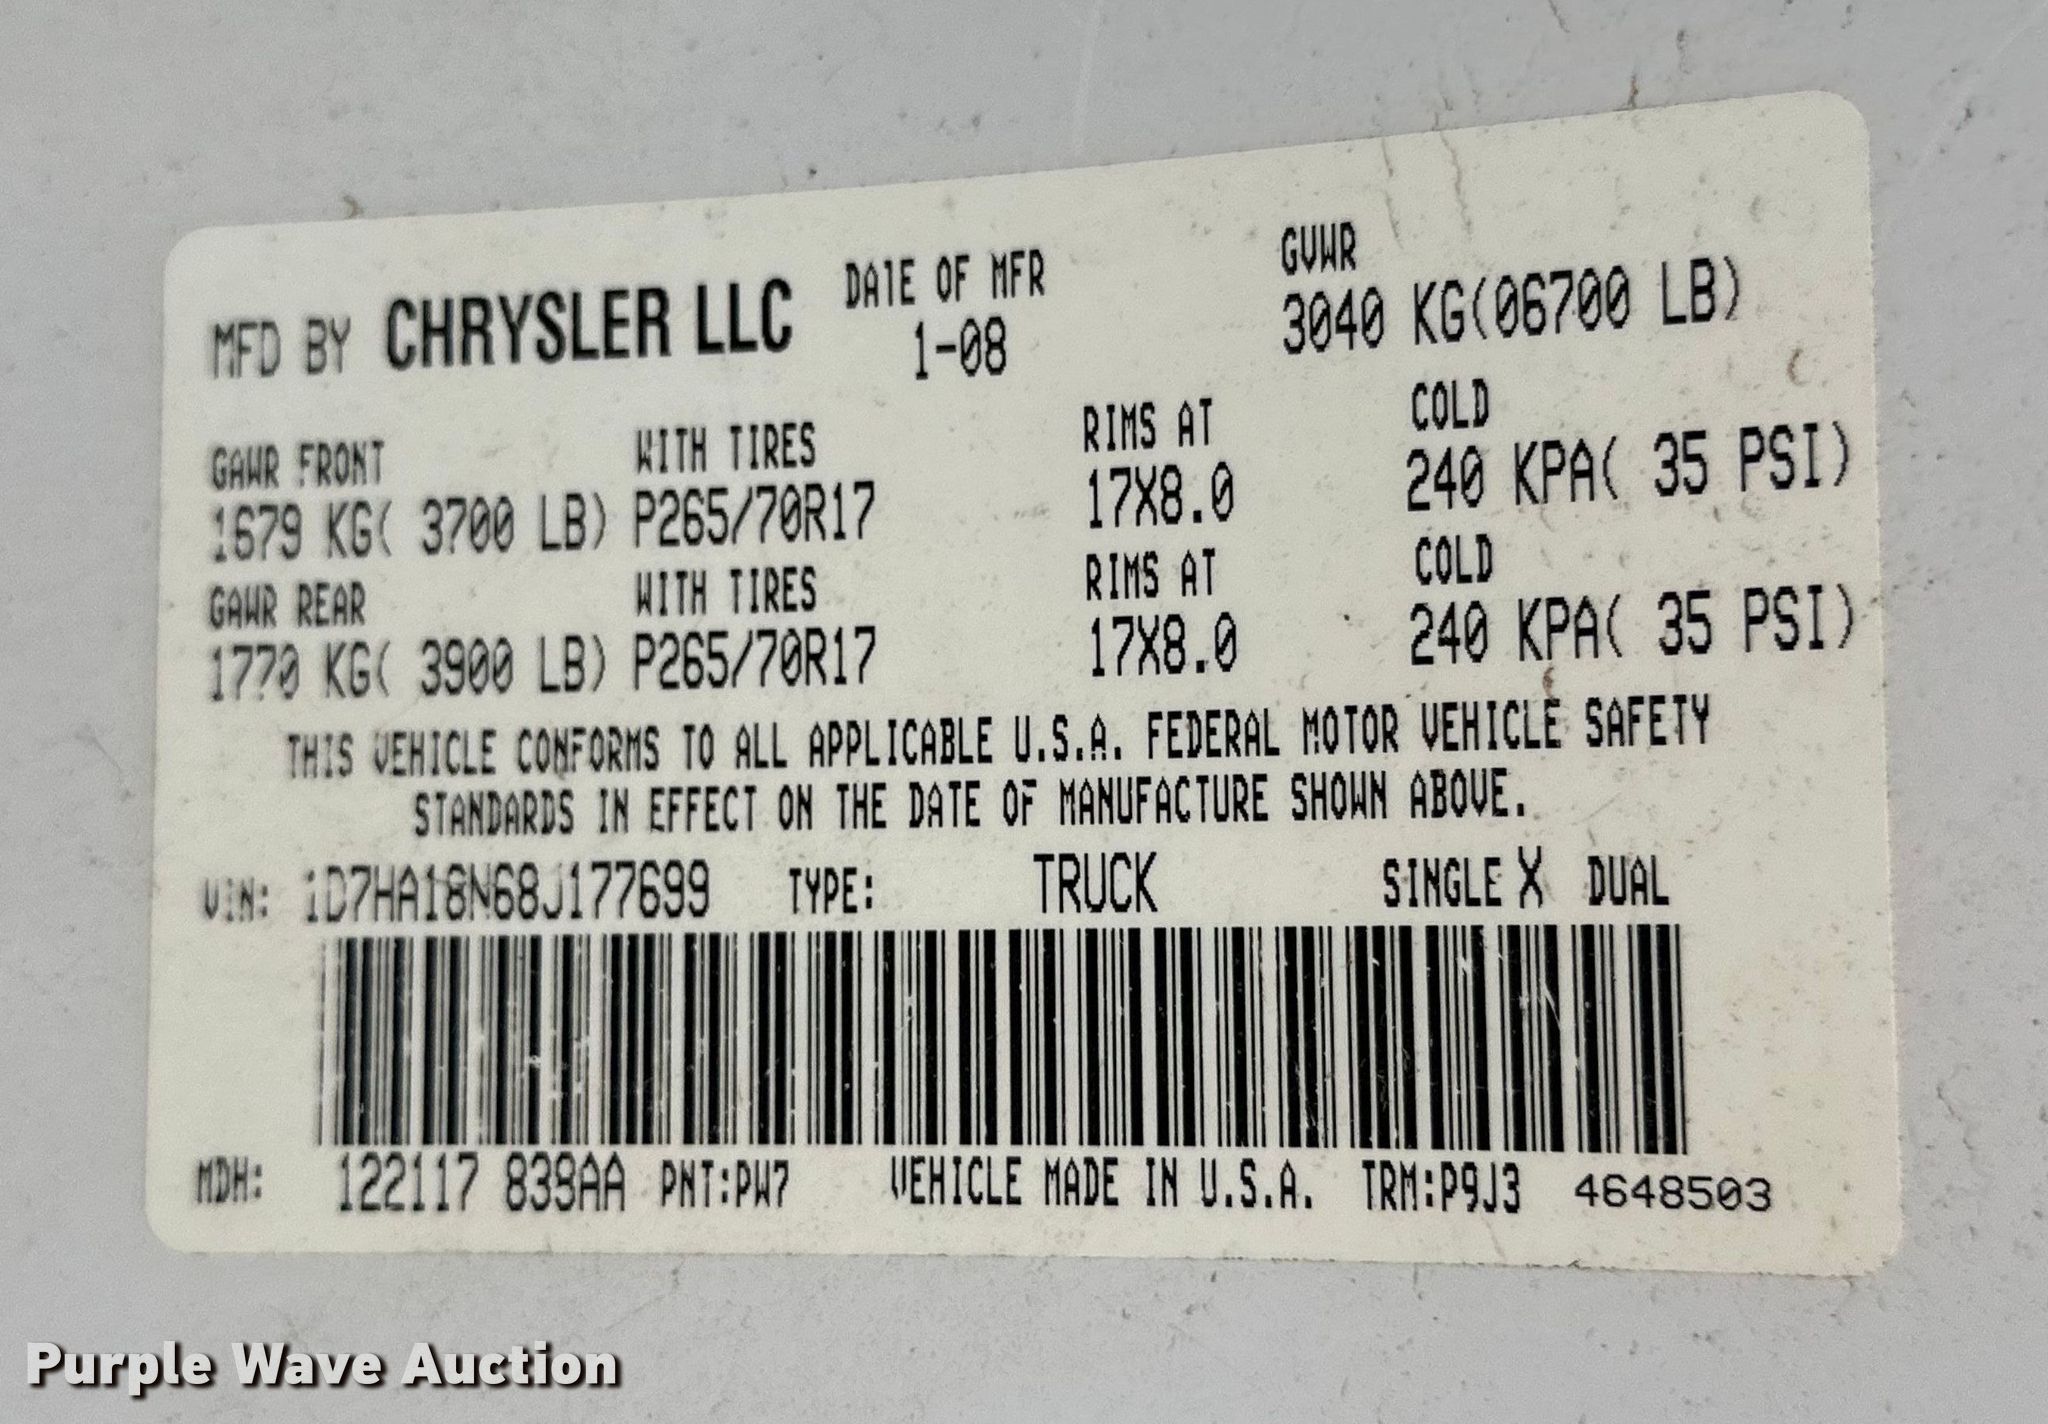 MFD BY CHRYSLER LLC DATE OF MFR GVWR
1-08 3040 KG(06700 LB)
GAWR FRONT WITH TIRES RIMS AT COLD
1679 KG( 3700 LB) P265/70R17 17X8.0 240 KPA( 35 PSI)
GAWR REAR WITH TIRES RIMS AT COLD
1770 KG( 3900 LB) P265/70R17 17X8.0 240 KPA( 35 PSI)
THIS VEHICLE CONFORMS TO ALL APPLICABLE U.S.A. FEDERAL MOTOR VEHICLE SAFETY
STANDARDS IN EFFECT ON THE DATE OF MANUFACTURE SHOWN ABOVE.
VIN: 1D7HA18N68J177699 TYPE: TRUCK SINGLE X DUAL
MDH: 122117 839AA PNT:PW7 VEHICLE MADE IN U.S.A. TRM:P9J3 4648503
Purple Wave Auction